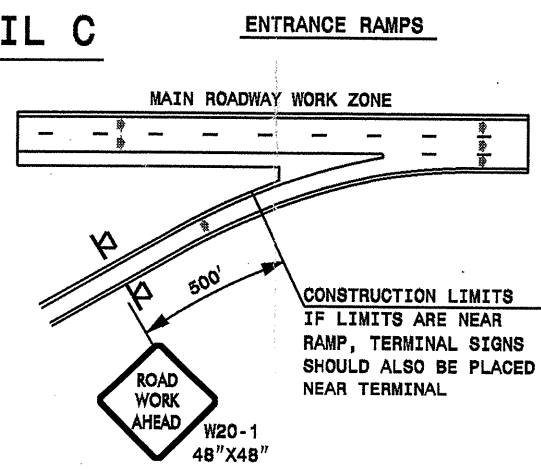 IL C
ENTRANCE RAMPS
MAIN ROADWAY WORK ZONE
500'
CONSTRUCTION LIMITS
IF LIMITS ARE NEAR
RAMP, TERMINAL SIGNS
SHOULD ALSO BE PLACED
NEAR TERMINAL
ROAD
WORK
AHEAD
W20-1
48"X48"